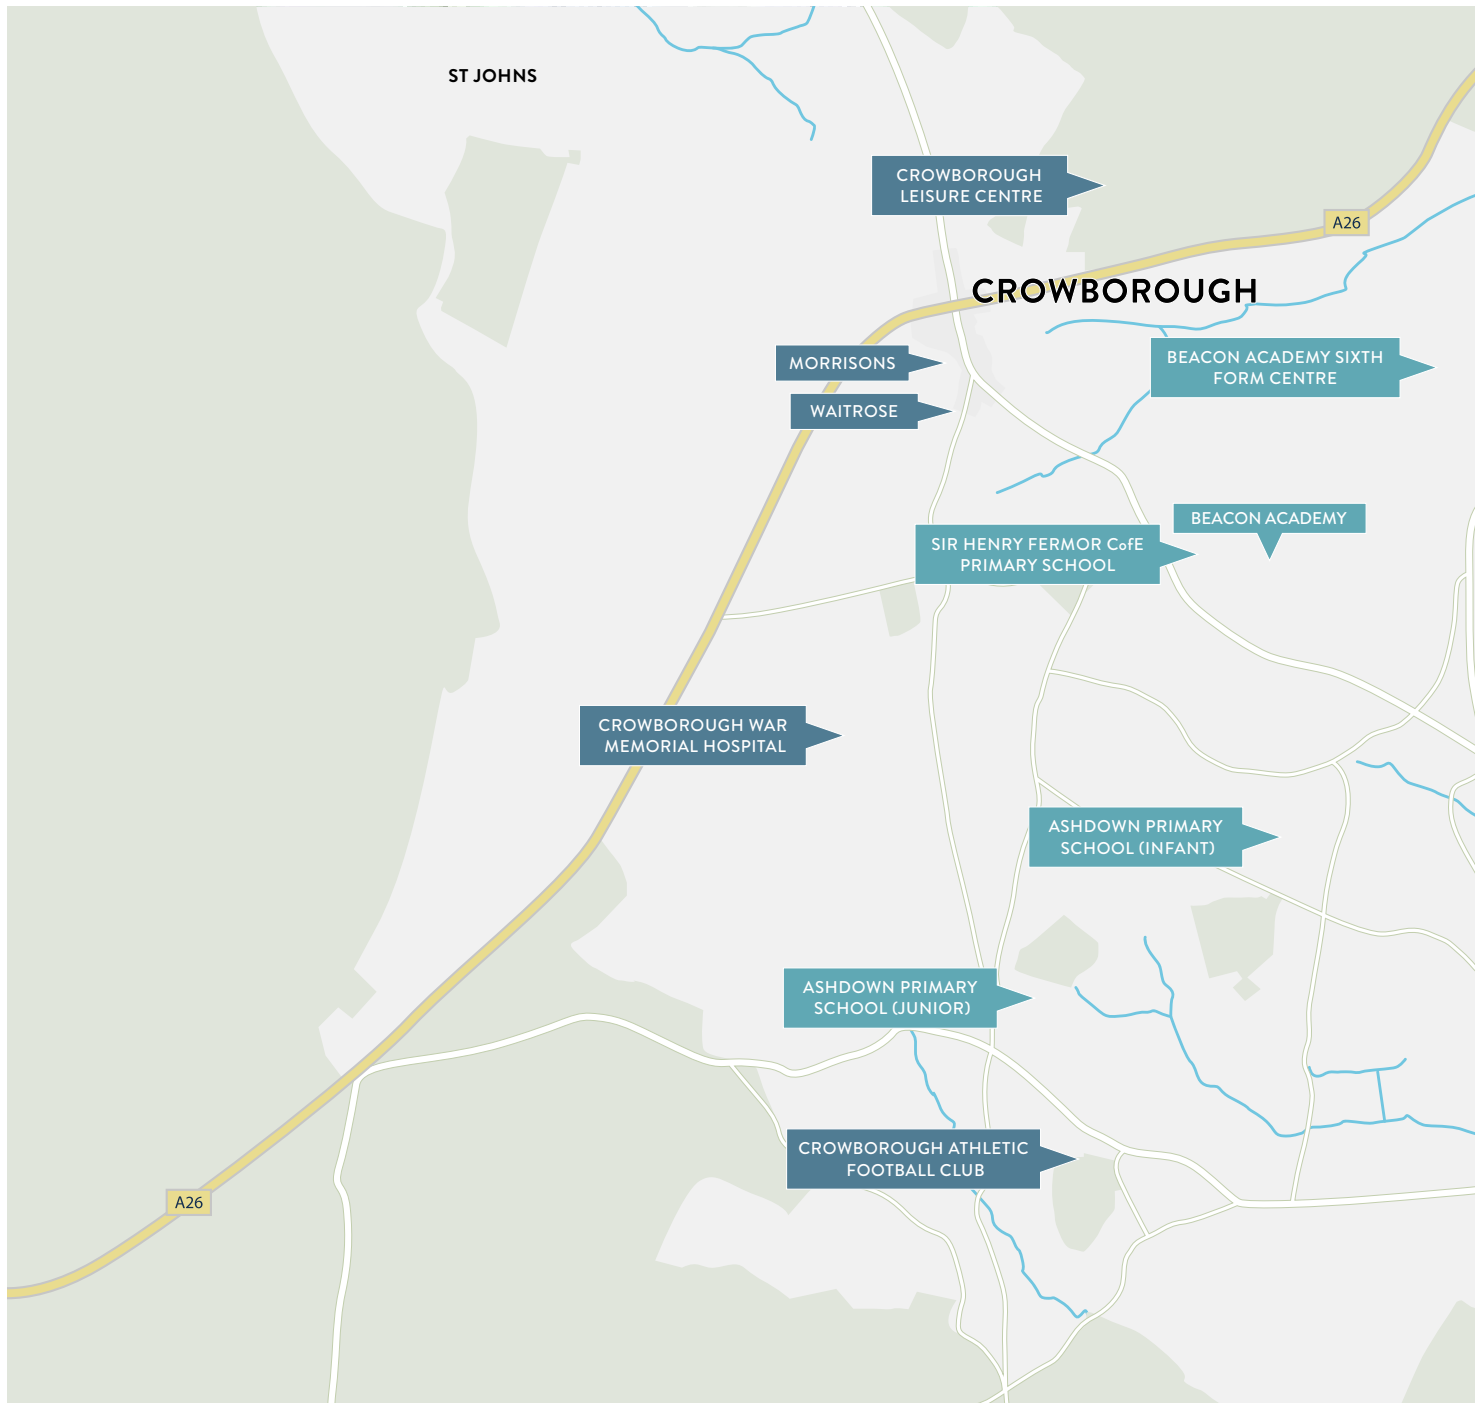 ST JOHNS
CROWBOROUGH
LEISURE CENTRE
A26
CROWBOROUGH
MORRISONS
BEACON ACADEMY SIXTH
FORM CENTRE
WAITROSE
BEACON ACADEMY
SIR HENRY FERMOR CofE
PRIMARY SCHOOL
CROWBOROUGH WAR
MEMORIAL HOSPITAL
ASHDOWN PRIMARY
SCHOOL (INFANT)
ASHDOWN PRIMARY
SCHOOL (JUNIOR)
CROWBOROUGH ATHLETIC
FOOTBALL CLUB
A26